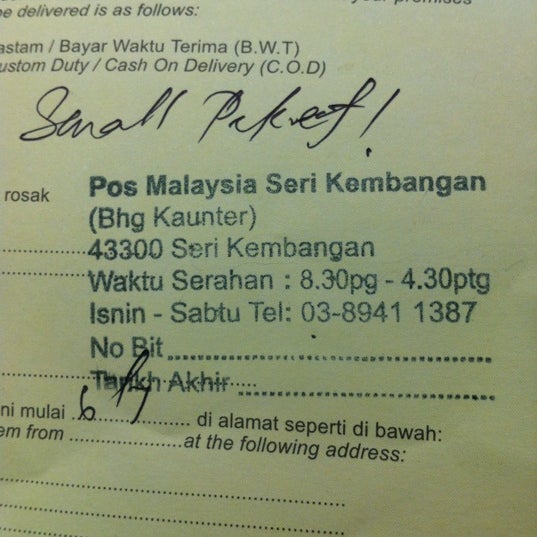 be delivered is as follows:
astam / Bayar Waktu Terima (B.W.T)
ustom Duty / Cash On Delivery (C.O.D)
Small
rosak
Pos Malaysia Seri Kembangan
(Bhg Kaunter)
43300 Seri Kembangan
Waktu Serahan : 8.30pg - 4.30ptg
Isnin - Sabtu Tel: 03-8941 1387
No Bit
Tarikh Akhir
ni mulai 6 di alamat seperti di bawah:
em from at the following address: